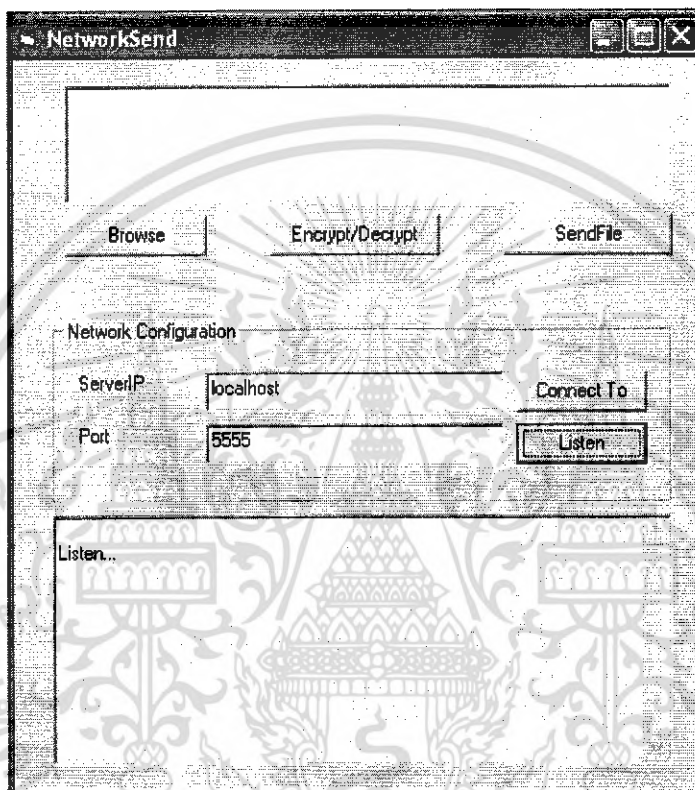 NetworkSend
Browse
Encrypt/Decrypt
SendFile
Network Configuration
ServerIP
localhost
Connect To
Port
5555
Listen
Listen...